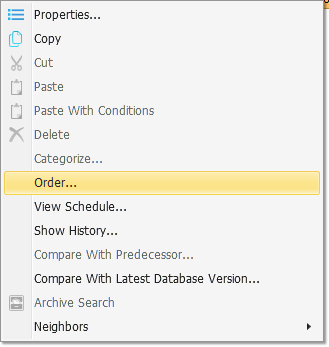 Properties...
Copy
Cut
Paste
Paste With Conditions
Delete
Categorize...
Order...
View Schedule...
Show History...
Compare With Predecessor...
Compare With Latest Database Version...
Archive Search
Neighbors